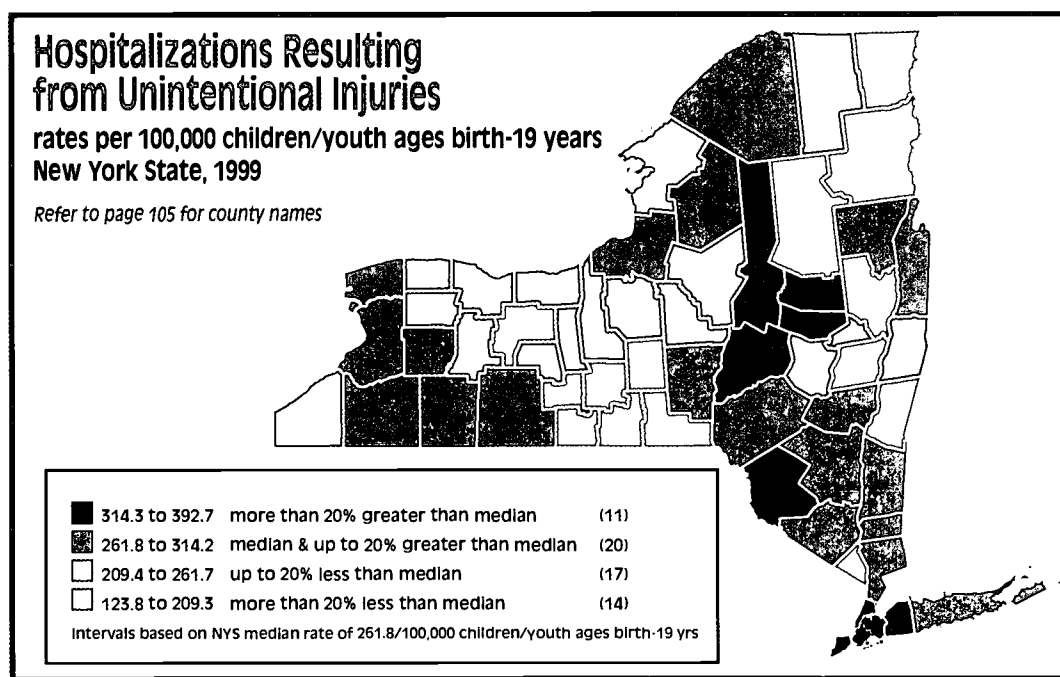 Hospitalizations Resulting
from Unintentional Injuries
rates per 100,000 children/youth ages birth-19 years
New York State, 1999
Refer to page 105 for county names
314.3 to 392.7 more than 20% greater than median (11)
261.8 to 314.2 median & up to 20% greater than median (20)
209.4 to 261.7 up to 20% less than median (17)
123.8 to 209.3 more than 20% less than median (14)
Intervals based on NYS median rate of 261.8/100,000 children/youth ages birth-19 yrs